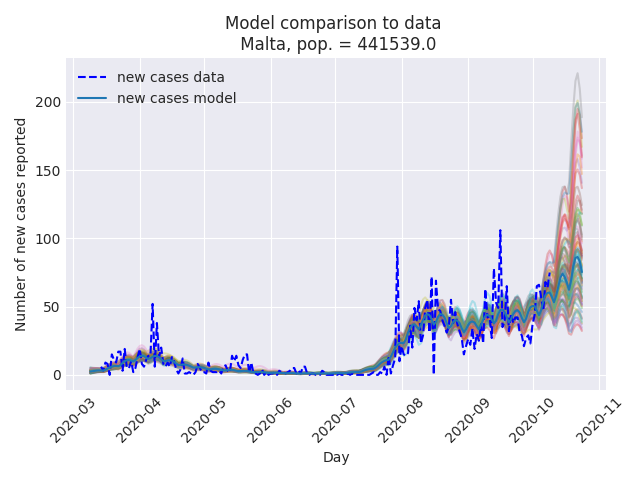 Model comparison to data
Malta, pop. = 441539.0
new cases data
new cases model
Number of new cases reported
200
150
100
50
0
2020-03
2020-04
2020-05
2020-06
2020-07
2020-08
2020-09
2020-10
2020-11
Day